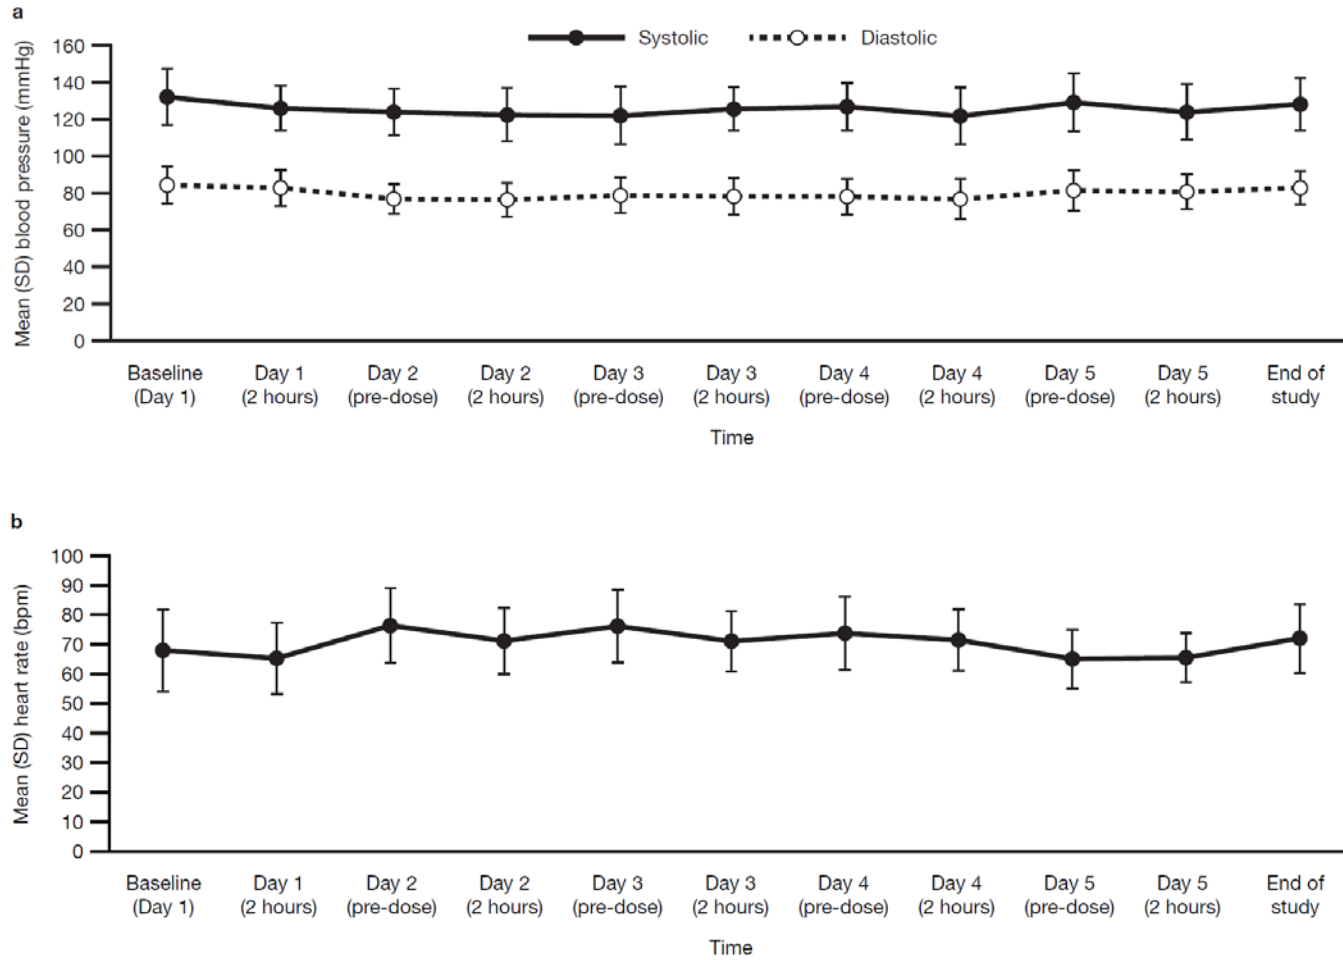 a
Systolic
Diastolic
Mean (SD) blood pressure (mmHg)
160
140
120
100
80
60
40
20
0
Baseline Day 1 Day 2 Day 2 Day 3 Day 3 Day 4 Day 4 Day 5 Day 5 End of
(Day 1) (2 hours) (pre-dose) (2 hours) (pre-dose) (2 hours) (pre-dose) (2 hours) (pre-dose) (2 hours) study
Time
b
Mean (SD) heart rate (bpm)
100
90
80
70
60
50
40
30
20
10
0
Baseline Day 1 Day 2 Day 2 Day 3 Day 3 Day 4 Day 4 Day 5 Day 5 End of
(Day 1) (2 hours) (pre-dose) (2 hours) (pre-dose) (2 hours) (pre-dose) (2 hours) (pre-dose) (2 hours) study
Time